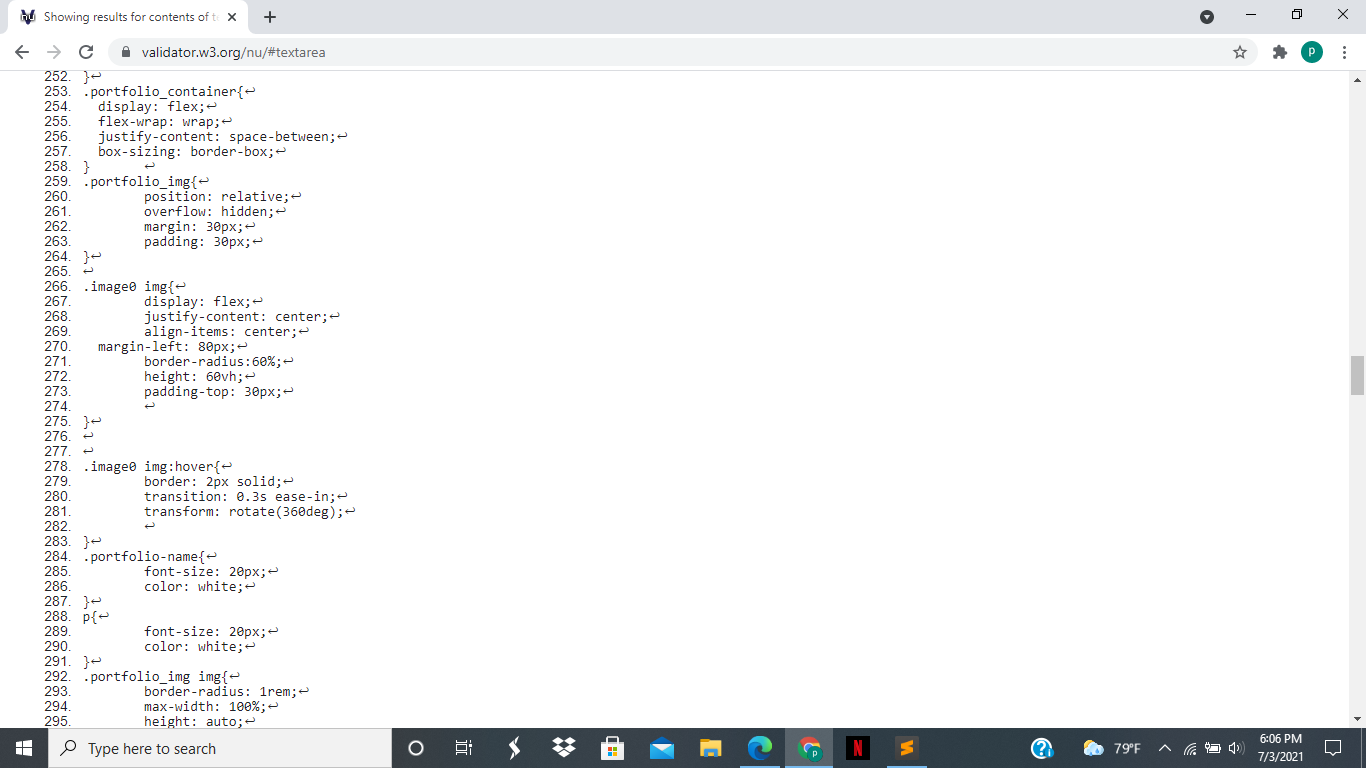 Showing results for contents of t
validator.w3.org/nu/#textarea
P
252. }↩
253. .portfolio_container{↩
254. display: flex;↩
255. flex-wrap: wrap;↩
256. justify-content: space-between;↩
257. box-sizing: border-box;↩
258. } ↩
259. .portfolio_img{↩
260. position: relative;↩
261. overflow: hidden;↩
262. margin: 30px;↩
263. padding: 30px;↩
264. }↩
265. ↩
266. .image0 img{↩
267. display: flex;↩
268. justify-content: center;↩
269. align-items: center;↩
270. margin-left: 80px;↩
271. border-radius:60%;↩
272. height: 60vh;↩
273. padding-top: 30px;↩
274. ↩
275. }↩
276. ↩
277. ↩
278. .image0 img:hover{↩
279. border: 2px solid;↩
280. transition: 0.3s ease-in;↩
281. transform: rotate(360deg);↩
282. ↩
283. }↩
284. .portfolio-name{↩
285. font-size: 20px;↩
286. color: white;↩
287. }↩
288. p{↩
289. font-size: 20px;↩
290. color: white;↩
291. }↩
292. .portfolio_img img{↩
293. border-radius: 1rem;↩
294. max-width: 100%;↩
295. height: auto;↩
Type here to search
79°F
6:06 PM
7/3/2021